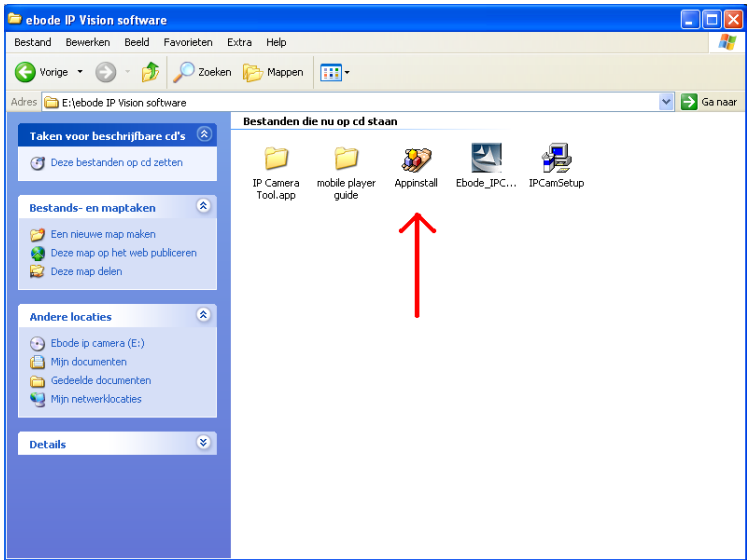 ebode IP Vision software
Bestand Bewerken Beeld Favorieten Extra Help
Vorige Zoeken Mappen
Adres E:\ebode IP Vision software Ga naar
Bestanden die nu op cd staan
Taken voor beschrijfbare cd's
Deze bestanden op cd zetten
IP Camera Tool.app
mobile player guide
Appinstall
Ebode_IPC...
IPCamSetup
Bestands- en maptaken
Een nieuwe map maken
Deze map op het web publiceren
Deze map delen
Andere locaties
Ebode ip camera (E:)
Mijn documenten
Gedeelde documenten
Mijn netwerklocaties
Details